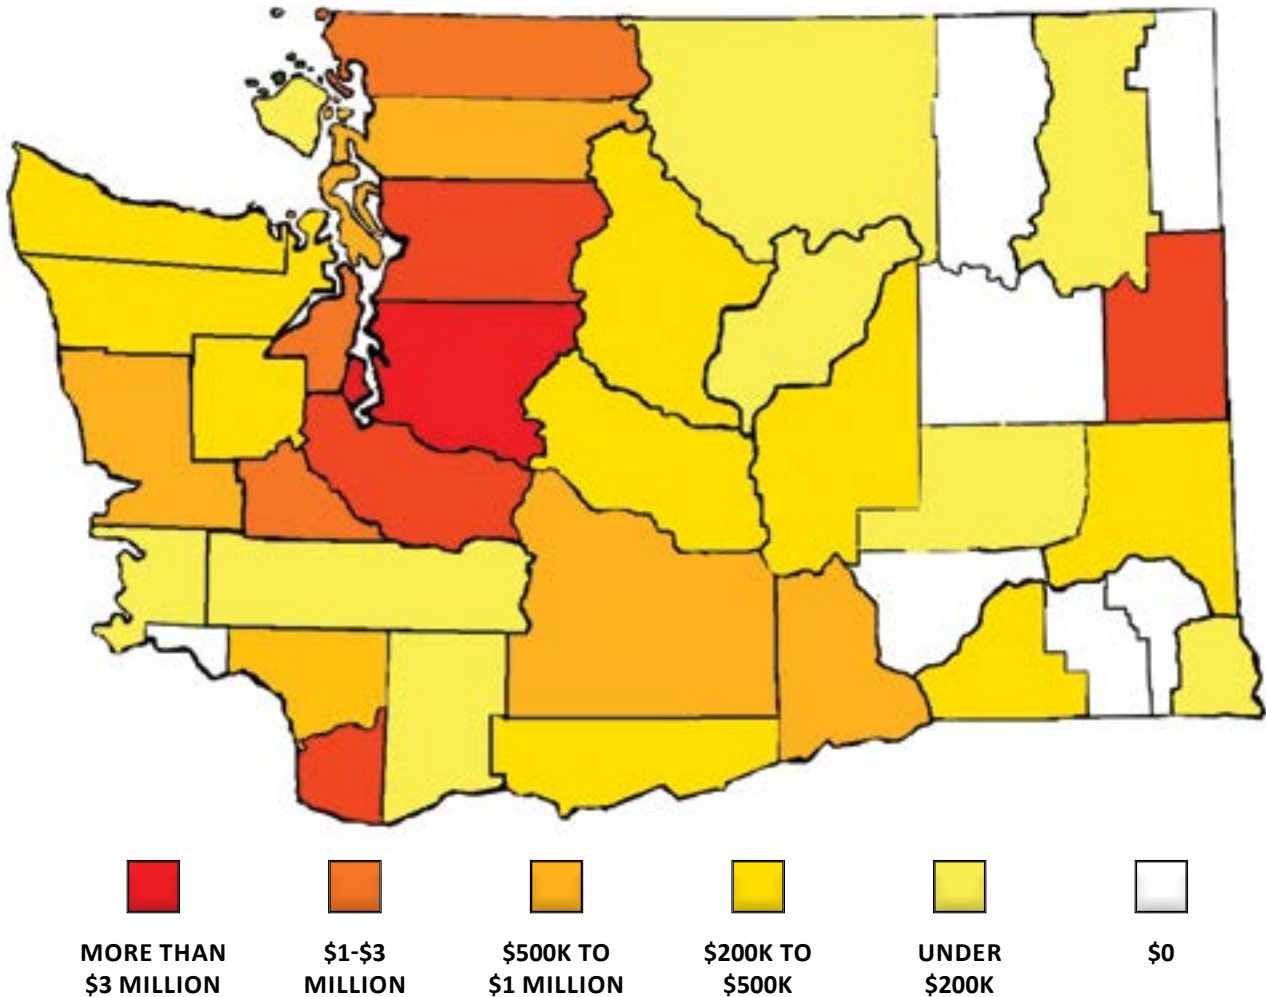 MORE THAN
$3 MILLION
$1-$3
MILLION
$500K TO
$1 MILLION
$200K TO
$500K
UNDER
$200K
$0